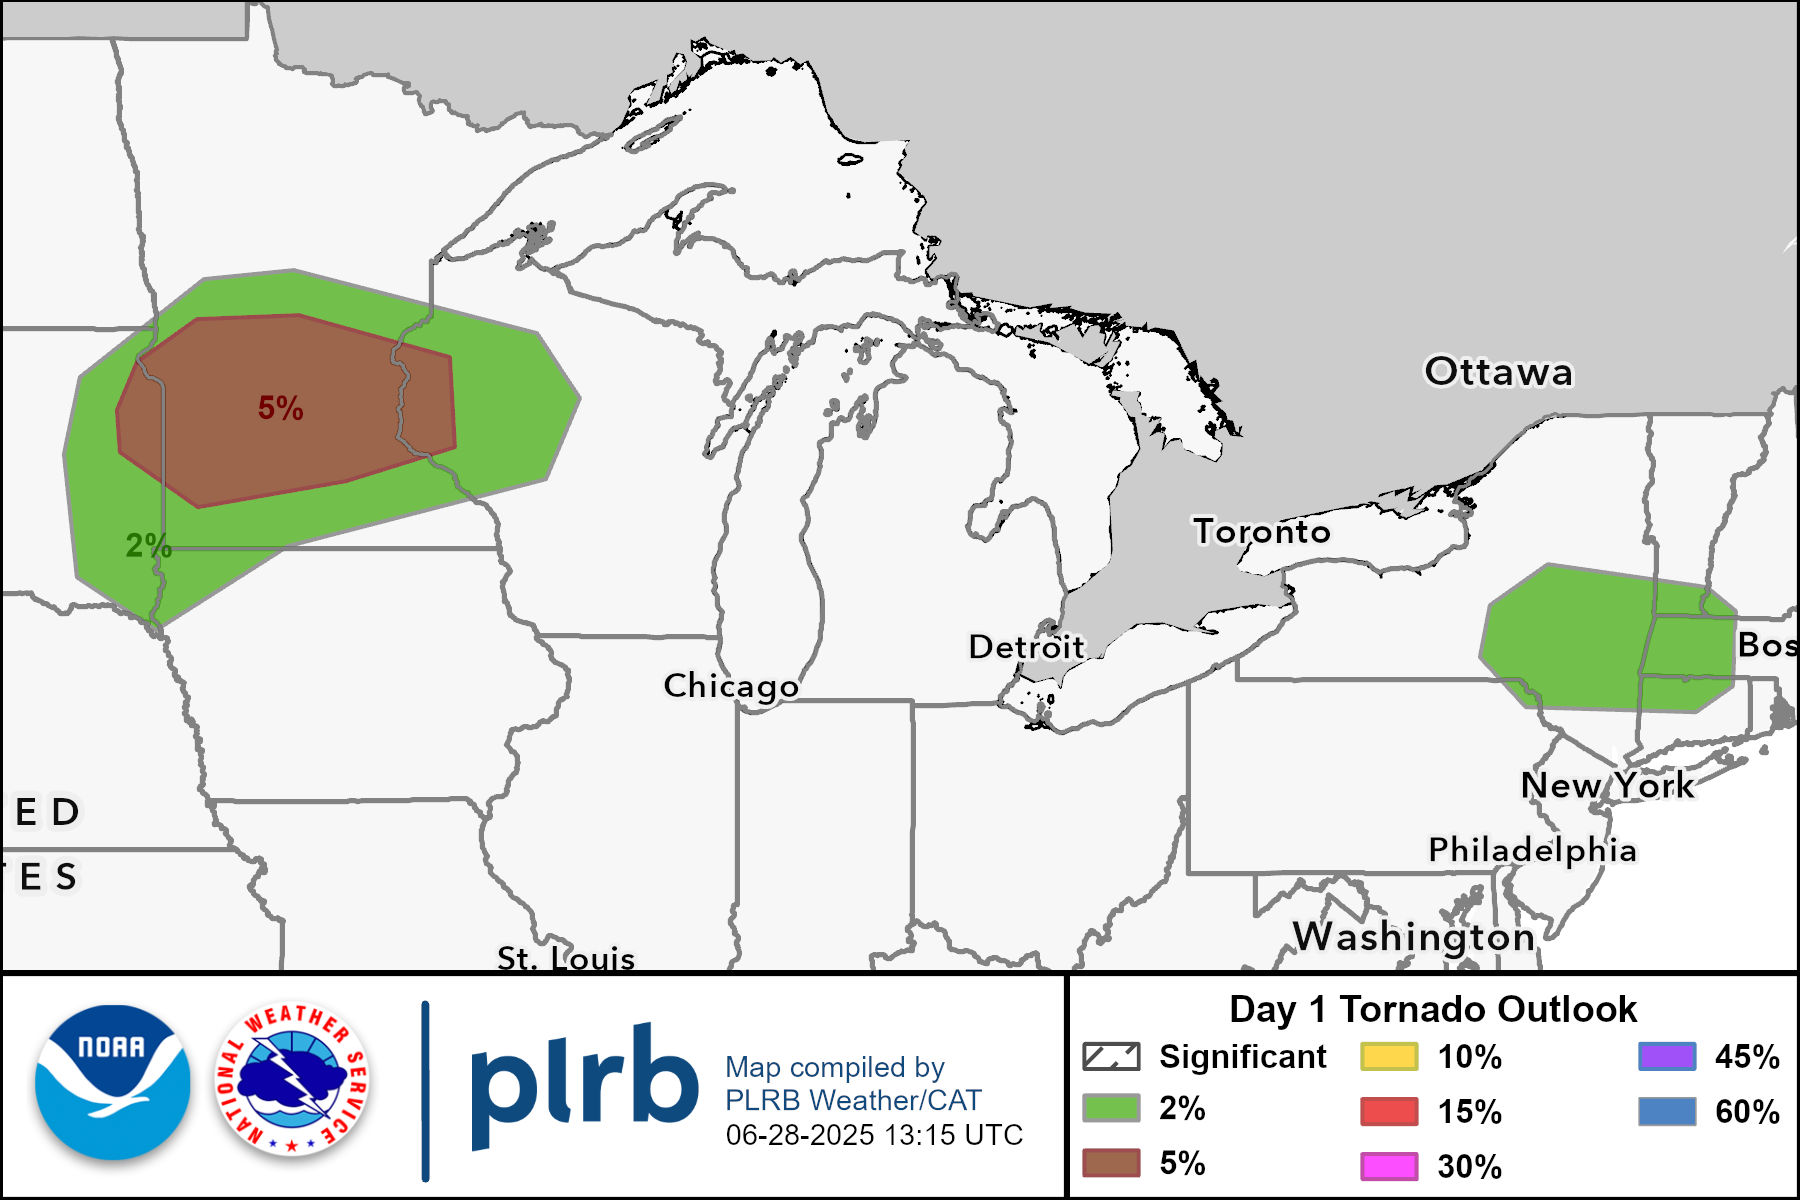 5%
2%
Ottawa
Toronto
Detroit
Bos
Chicago
New York
Philadelphia
Washington
St. Louis
ED
TES
NOAA
NATIONAL WEATHER SERVICE
plrb
Map compiled by
PLRB Weather/CAT
06-28-2025 13:15 UTC
Day 1 Tornado Outlook
Significant
2%
5%
10%
15%
30%
45%
60%